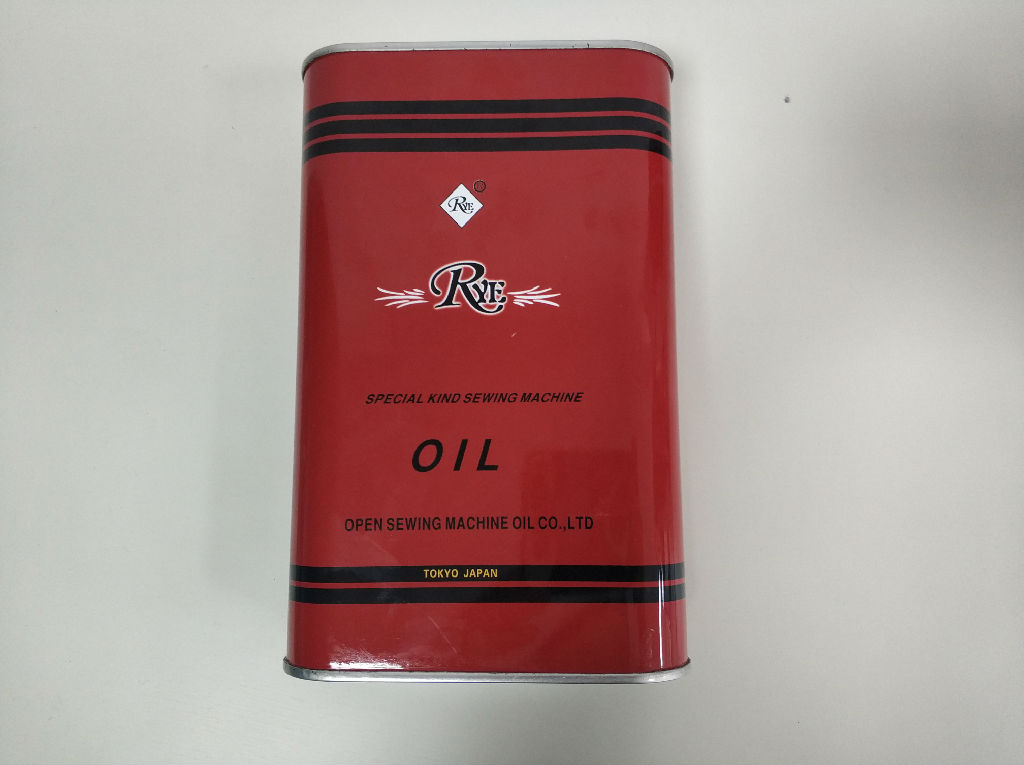 RYE ®
RYE
SPECIAL KIND SEWING MACHINE
OIL
OPEN SEWING MACHINE OIL CO.,LTD
TOKYO JAPAN